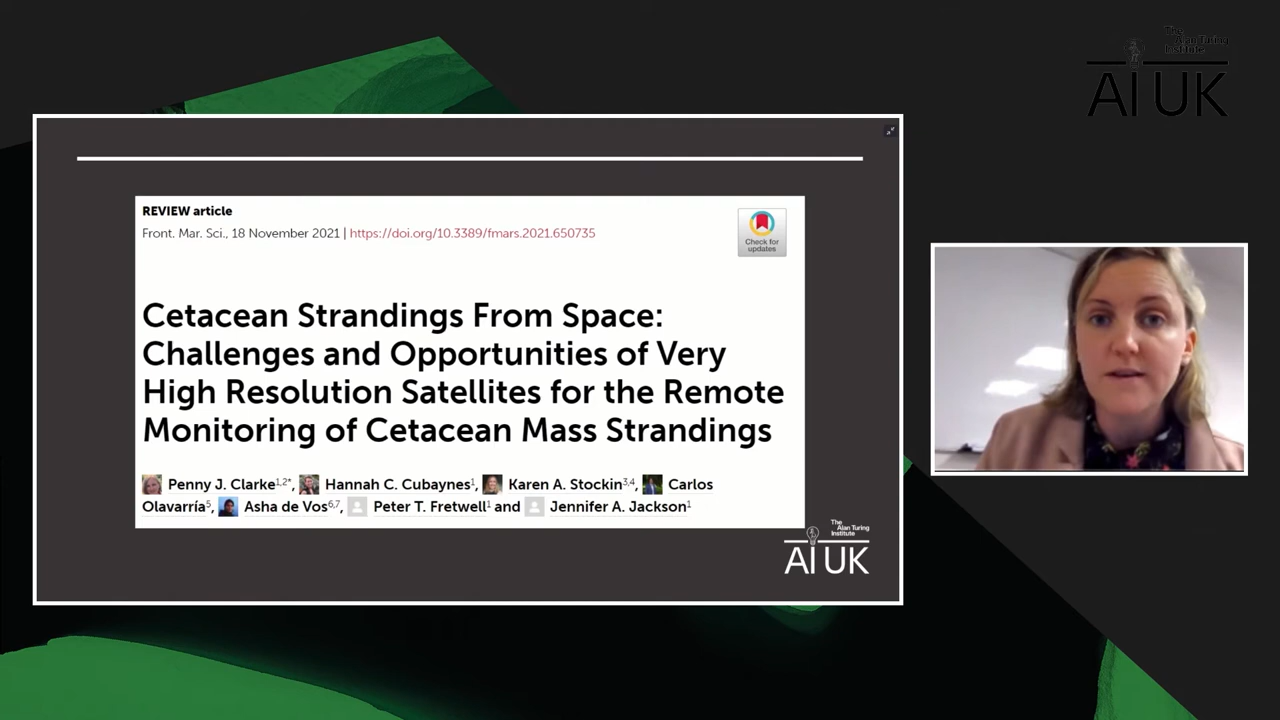 The
Alan Turing
Institute
AI UK
REVIEW article
Front. Mar. Sci., 18 November 2021 | https://doi.org/10.3389/fmars.2021.650735
Check for
updates
Cetacean Strandings From Space:
Challenges and Opportunities of Very
High Resolution Satellites for the Remote
Monitoring of Cetacean Mass Strandings
Penny J. Clarke1,2*, Hannah C. Cubaynes1, Karen A. Stockin3,4, Carlos
Olavarría5, Asha de Vos6,7, Peter T. Fretwell1 and Jennifer A. Jackson1
The
Alan Turing
Institute
AI UK